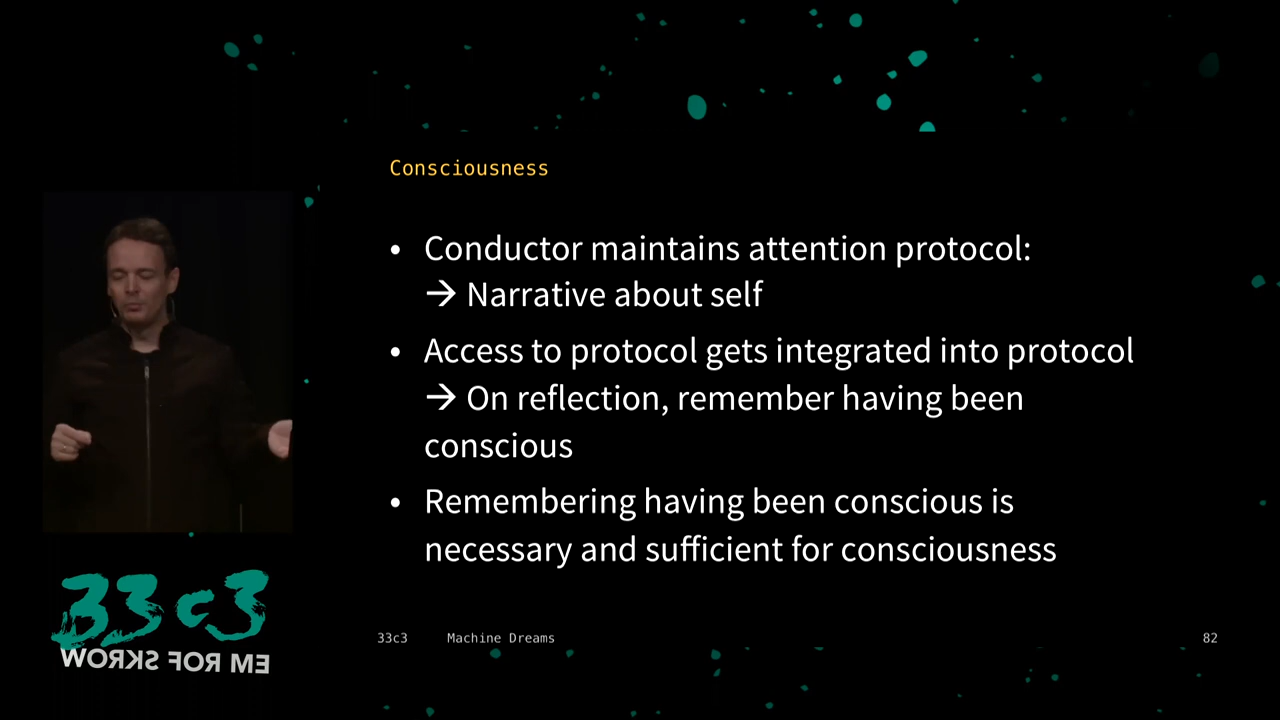 Consciousness
• Conductor maintains attention protocol:
→ Narrative about self
• Access to protocol gets integrated into protocol
→ On reflection, remember having been
conscious
• Remembering having been conscious is
necessary and sufficient for consciousness
33c3
WORKS FOR ME
33c3 Machine Dreams 82